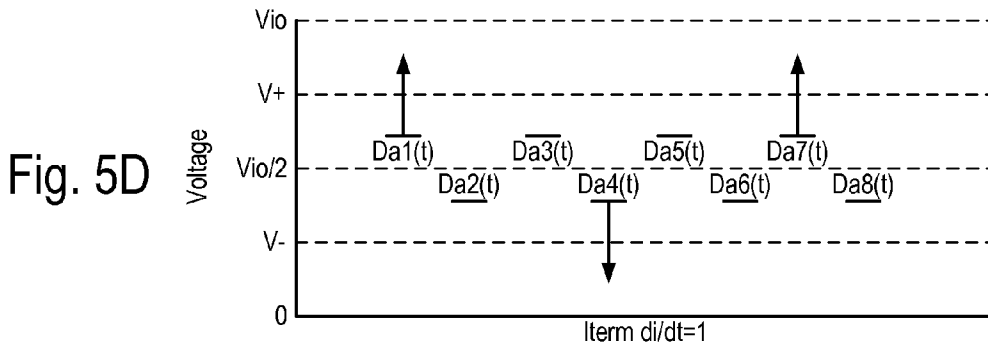 Fig. 5D
Voltage
Vio
V+
Vio/2
V-
0
Da1(t) Da3(t) Da5(t) Da7(t)
Da2(t) Da4(t) Da6(t) Da8(t)
Iterm di/dt=1